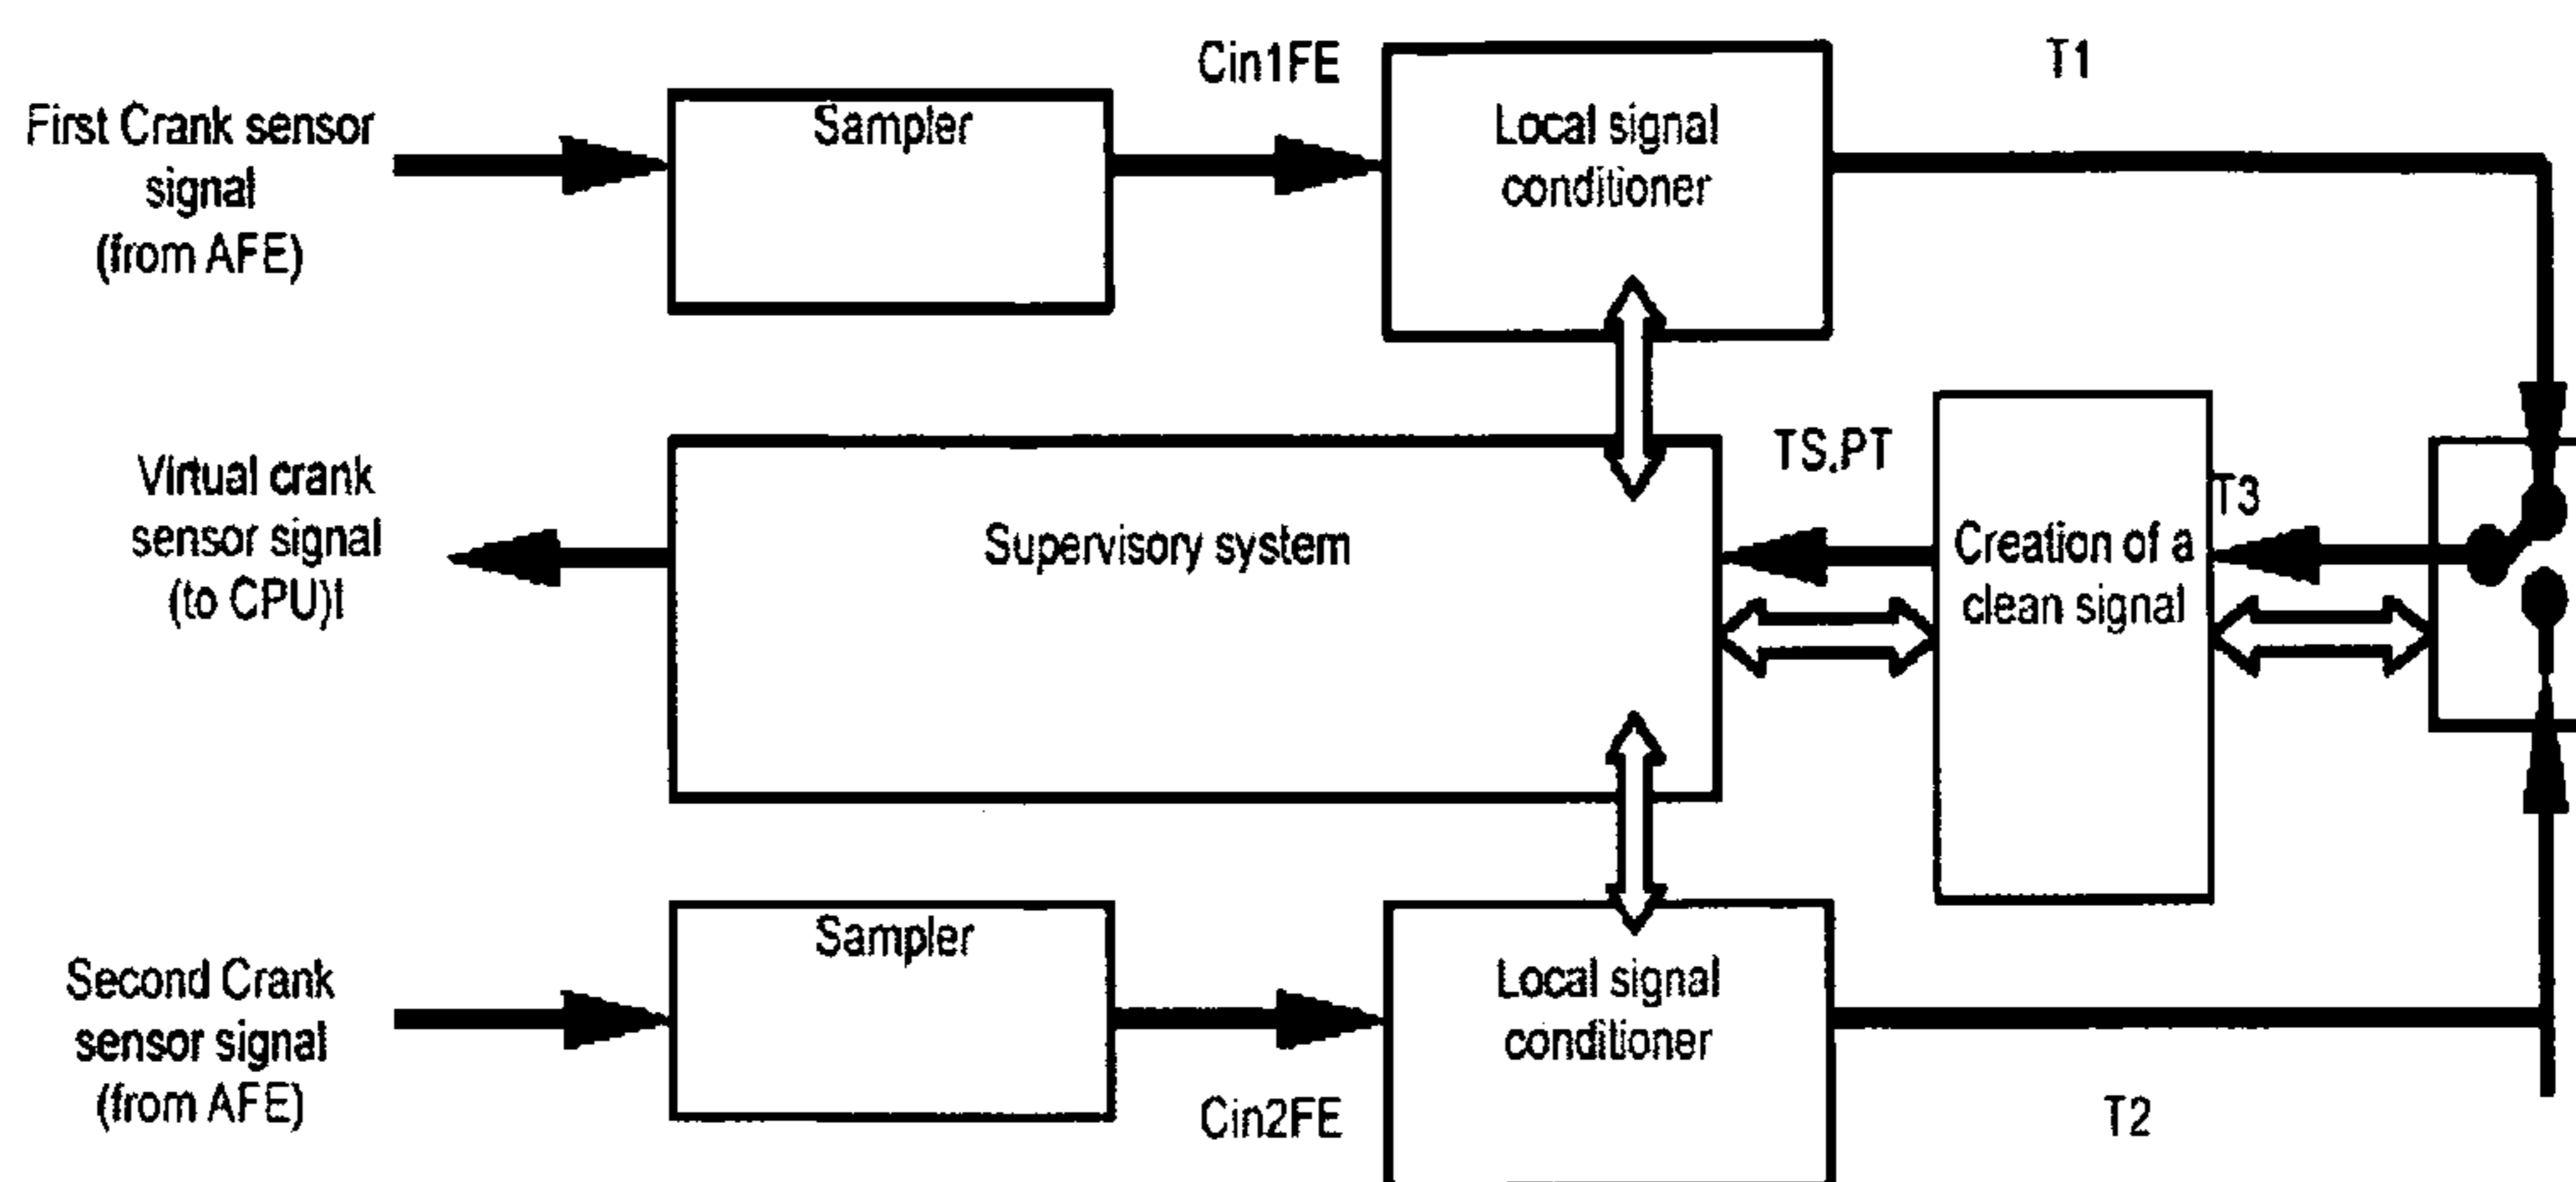 First Crank sensor
signal
(from AFE)
Sampler
Cin1FE
Local signal
conditioner
T1
Virtual crank
sensor signal
(to CPU)I
Supervisory system
TS.PT
Creation of a
clean signal
T3
Second Crank
sensor signal
(from AFE)
Sampler
Cin2FE
Local signal
conditioner
T2